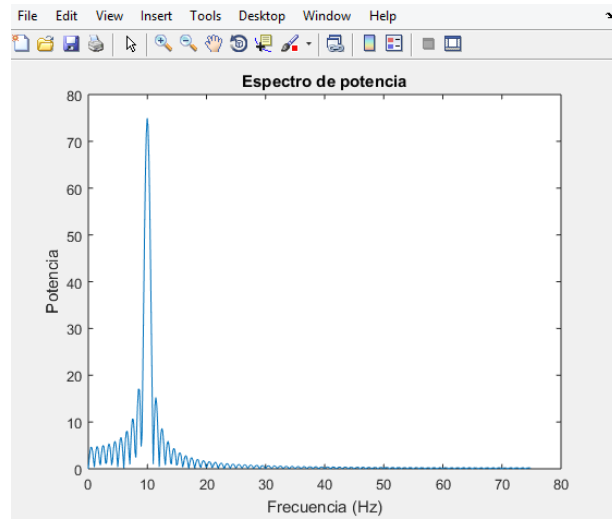 File Edit View Insert Tools Desktop Window Help
Espectro de potencia
80
70
60
50
40
30
20
10
0
Potencia
0 10 20 30 40 50 60 70 80
Frecuencia (Hz)